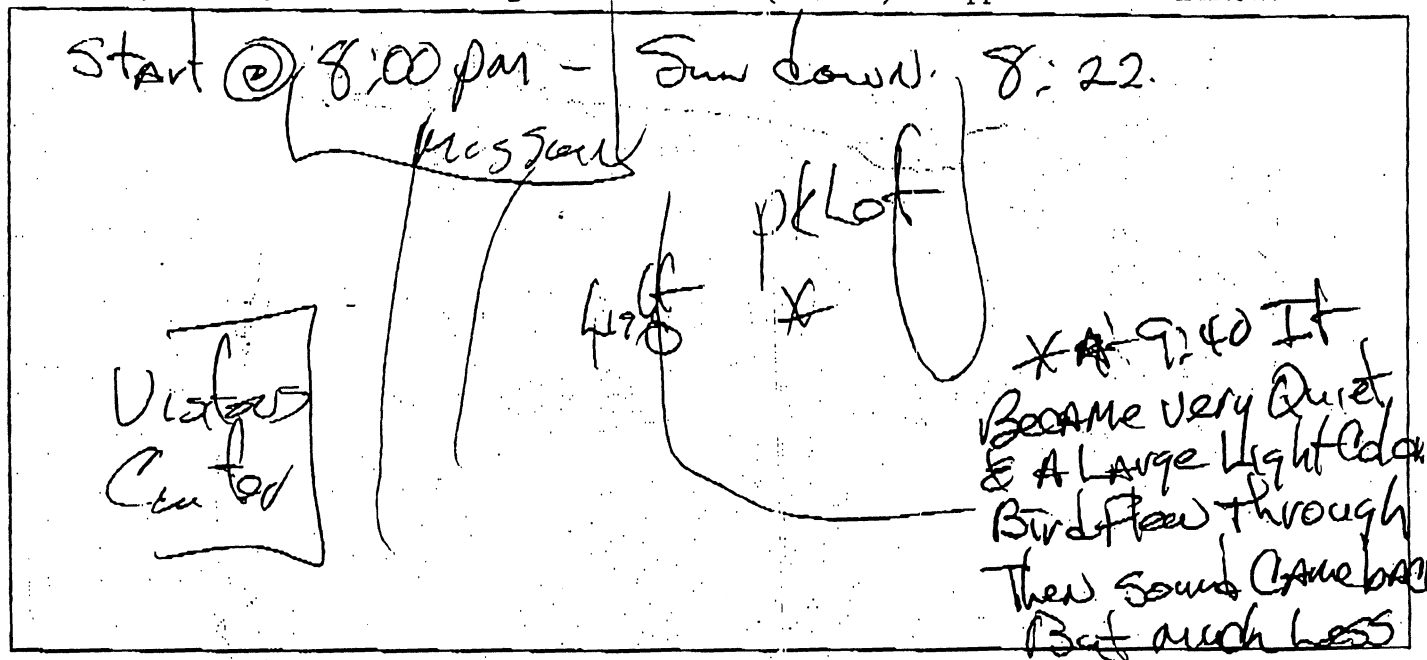 Start @ 8:00 pm - Sun down. 8:22.
pkLot
Visitors
Center
* At 9:40 It
Became very Quiet
& A Large Light Color
Bird flew through
Then Sound Came back
But much Less